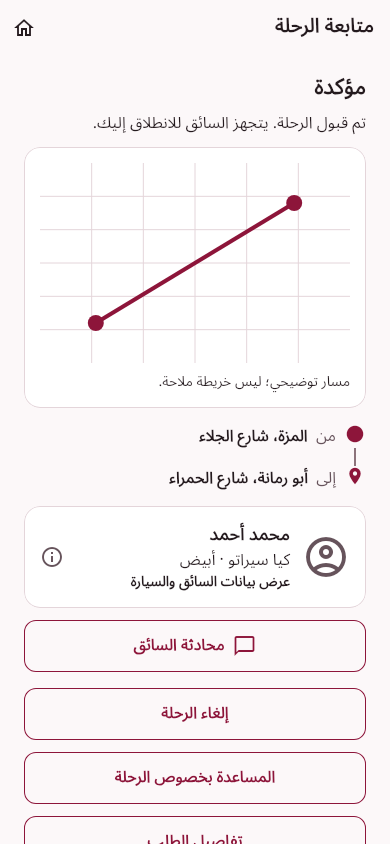 متابعة الرحلة
مؤكدة
تم قبول الرحلة. يتجهز السائق للانطلاق إليك.
مسار توضيحي؛ ليس خريطة ملاحة.
من المزة، شارع الجلاء
إلى أبو رمانة، شارع الحمراء
محمد أحمد
كيا سيراتو · أبيض
عرض بيانات السائق والسيارة
محادثة السائق
إلغاء الرحلة
المساعدة بخصوص الرحلة
تفاصيل الطلب